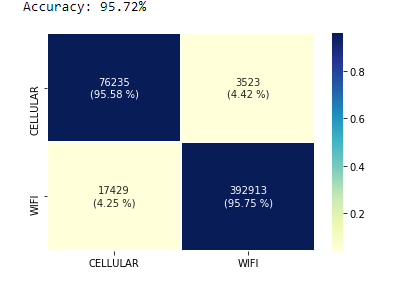 Accuracy: 95.72%
CELLULAR
76235
(95.58 %)
3523
(4.42 %)
WIFI
17429
(4.25 %)
392913
(95.75 %)
CELLULAR
WIFI
0.8
0.6
0.4
0.2